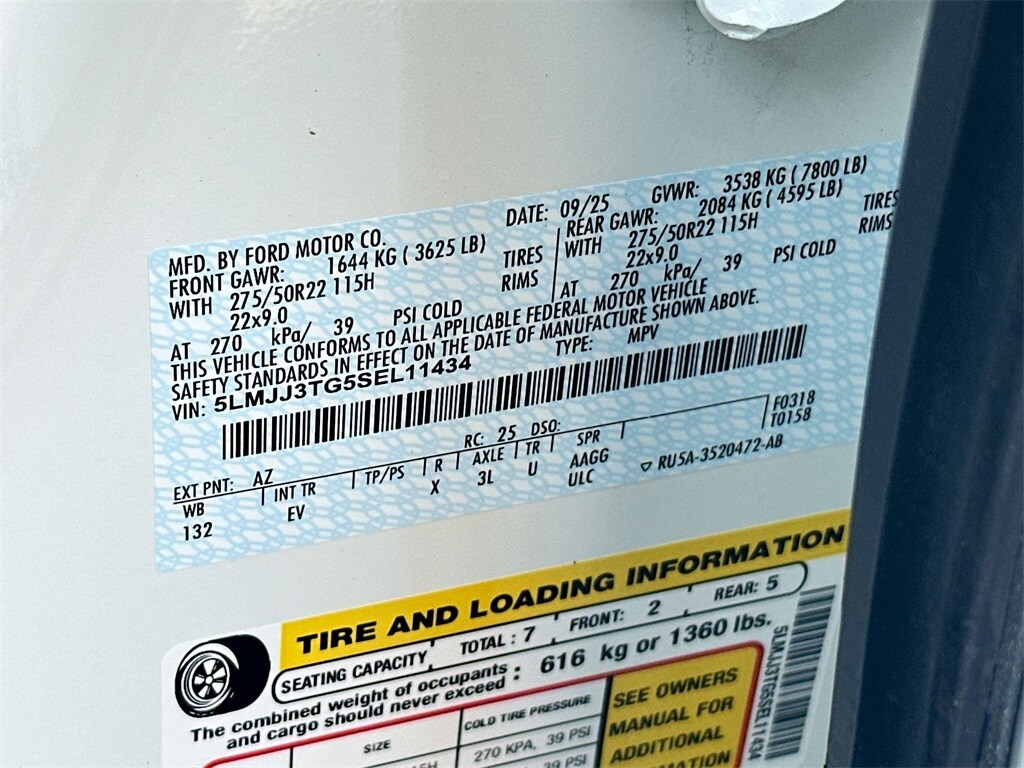 MFD. BY FORD MOTOR CO. DATE: 09/25 GVWR: 3538 KG ( 7800 LB)
FRONT GAWR: 1644 KG ( 3625 LB) REAR GAWR: 2084 KG ( 4595 LB)
WITH 275/50R22 115H TIRES WITH 275/50R22 115H TIRES
22x9.0 RIMS 22x9.0 RIMS
AT 270 kPa/ 39 PSI COLD AT 270 kPa/ 39 PSI COLD
THIS VEHICLE CONFORMS TO ALL APPLICABLE FEDERAL MOTOR VEHICLE
SAFETY STANDARDS IN EFFECT ON THE DATE OF MANUFACTURE SHOWN ABOVE.
VIN: 5LMJJ3TG5SEL11434 TYPE: MPV
F0318
T0158
EXT PNT: AZ RC: 25 DSO:
WB INT TR TP/PS R AXLE TR SPR
132 EV X 3L U AAGG
ULC
▽ RU5A-3520472-AB
TIRE AND LOADING INFORMATION
SEATING CAPACITY TOTAL : 7 FRONT: 2 REAR: 5
The combined weight of occupants
and cargo should never exceed : 616 kg or 1360 lbs.
SIZE COLD TIRE PRESSURE
270 KPA, 39 PSI
39 PSI
SEE OWNERS
MANUAL FOR
ADDITIONAL
5LMJJ3TG5SEL11434